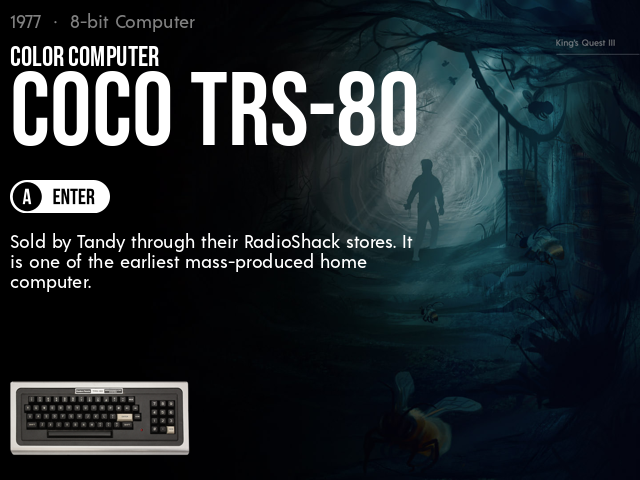 1977 · 8-bit Computer
King's Quest III
COLOR COMPUTER
COCO TRS-80
A ENTER
Sold by Tandy through their RadioShack stores. It
is one of the earliest mass-produced home
computer.